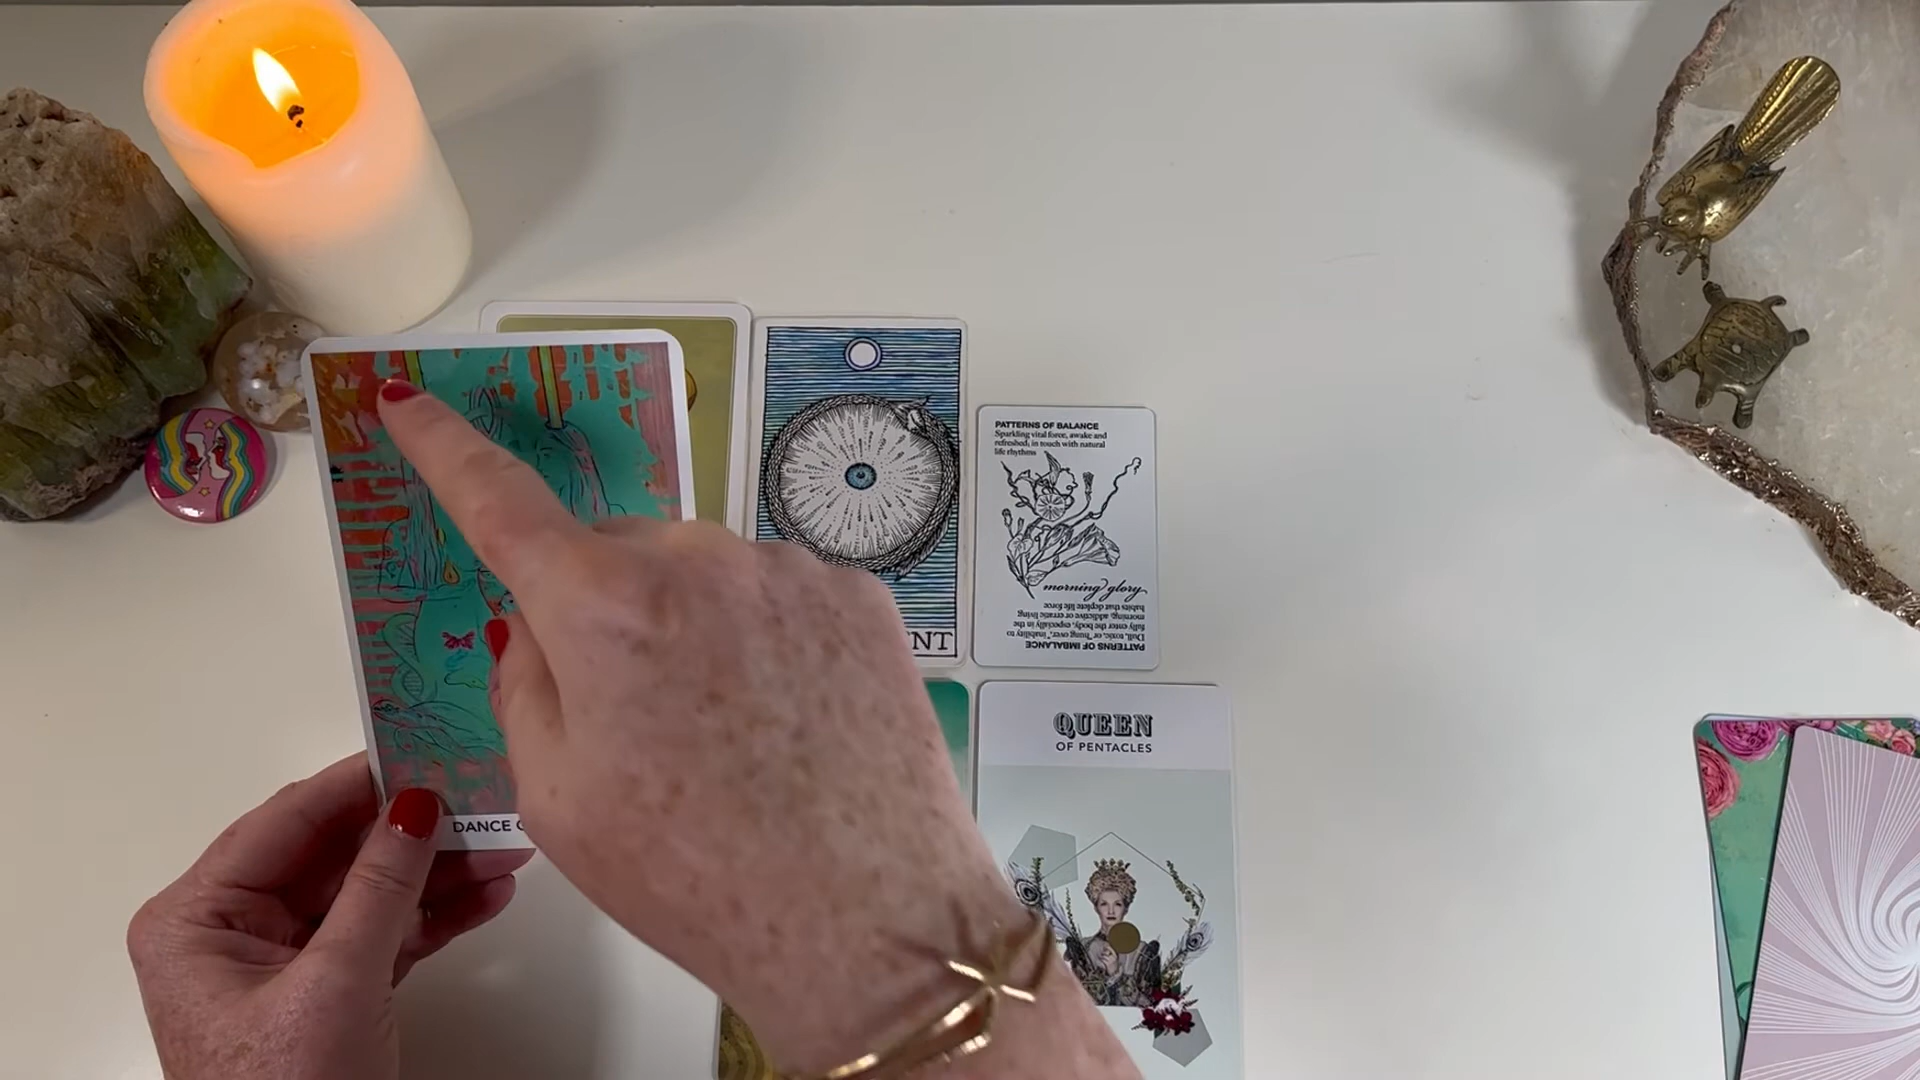 PATTERNS OF BALANCE
Sparkling vital force, awake and
refreshed, in touch with natural
life rhythms
morning glory
PATTERNS OF IMBALANCE
Dull, toxic, or "hung over," inability to
fully enter the body, especially in the
morning; addictive or erratic living
habits that deplete life force
QUEEN
OF PENTACLES
DANCE